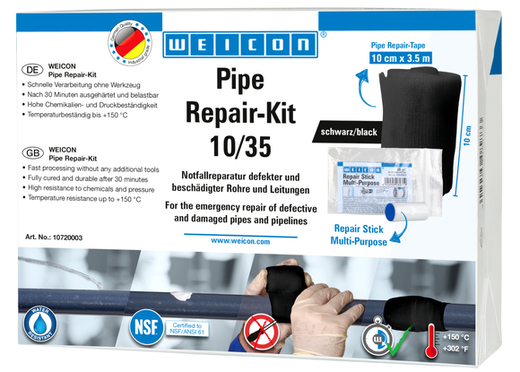 WEICON
Pipe
Repair-Kit
10/35
Notfallreparatur defekter und
beschädigter Rohre und Leitungen
For the emergency repair of defective
and damaged pipes and pipelines
www.weicon.com
DE
WEICON
Pipe Repair-Kit
• Schnelle Verarbeitung ohne Werkzeug
• Nach 30 Minuten ausgehärtet und belastbar
• Hohe Chemikalien- und Druckbeständigkeit
• Temperaturbeständig bis +150 °C
GB
WEICON
Pipe Repair-Kit
• Fast processing without any additional tools
• Fully cured and durable after 30 minutes
• High resistance to chemicals and pressure
• Temperature resistance up to +150 °C
Art. No.: 10720003
Pipe Repair-Tape
10 cm x 3.5 m
10 cm
schwarz/black
WEICON
Repair Stick
Multi-Purpose
Repair Stick
Multi-Purpose
WATER
RESISTANT
NSF
Certified to
NSF/ANSI 61
+150 °C
+302 °F